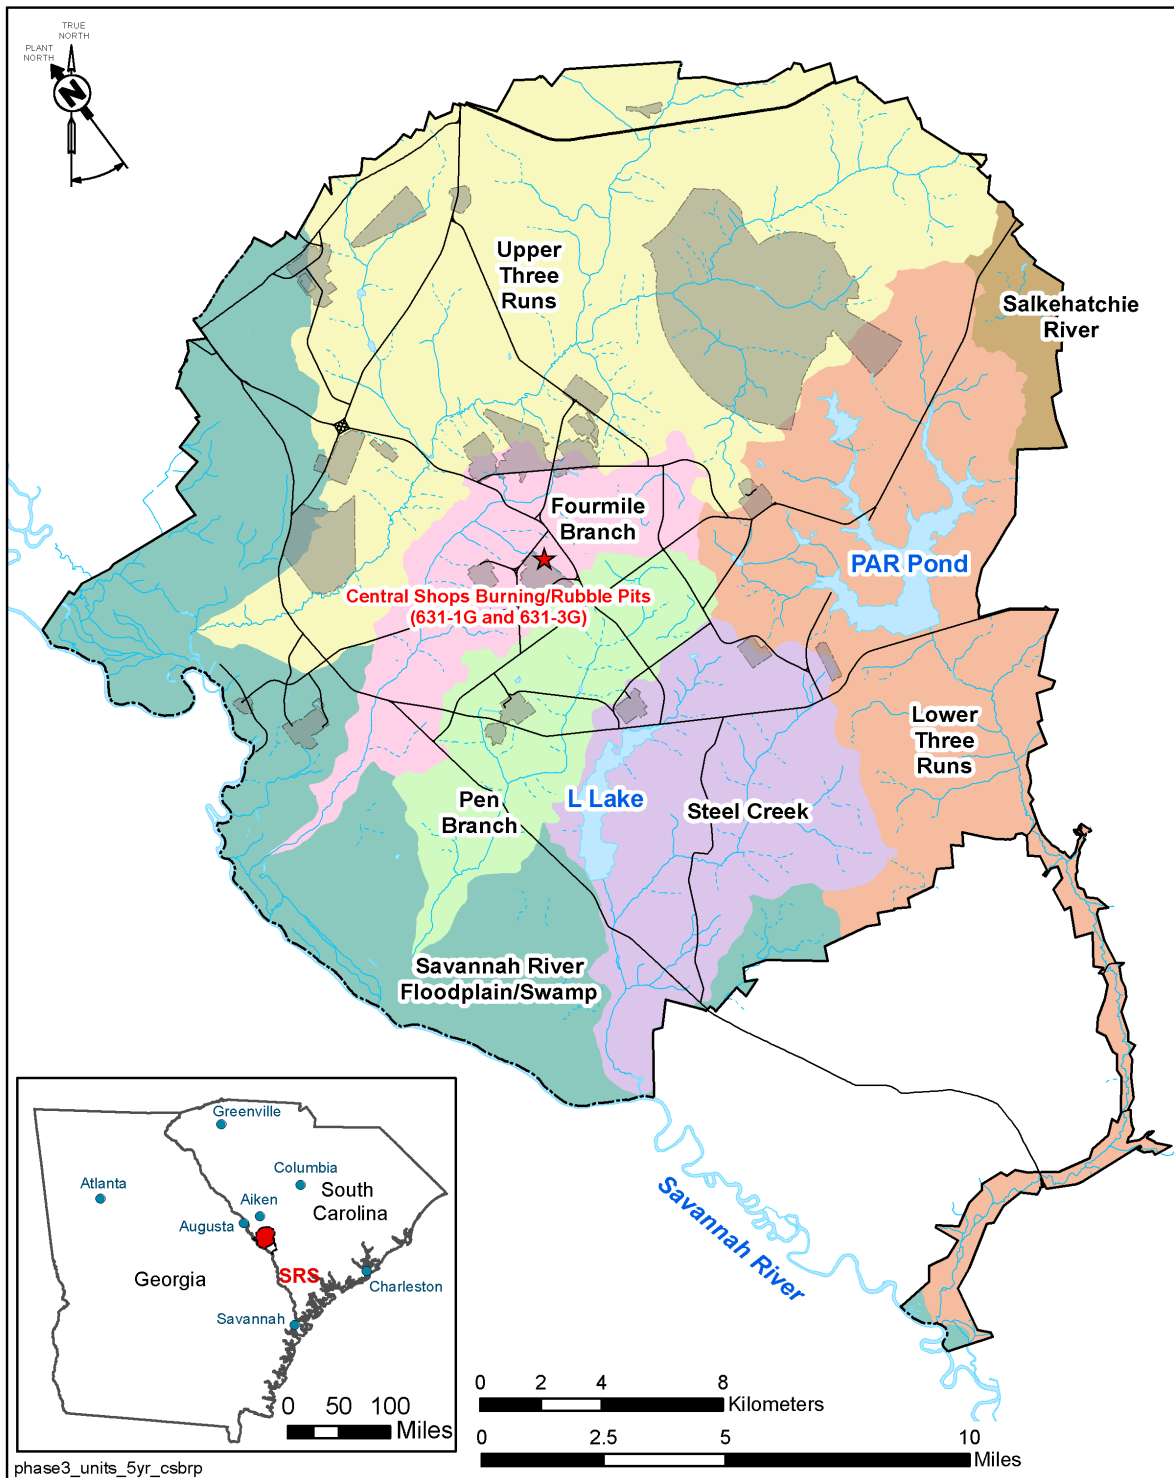 TRUE
NORTH
PLANT
NORTH
N
Upper
Three
Runs
Salkehatchie
River
Fourmile
Branch
PAR Pond
Central Shops Burning/Rubble Pits
(631-1G and 631-3G)
Lower
Three
Runs
Pen
Branch
L Lake
Steel Creek
Savannah River
Floodplain/Swamp
Savannah River
Greenville
Atlanta
Columbia
Aiken
South
Carolina
Augusta
Georgia
SRS
Charleston
Savannah
0 50 100
Miles
0 2 4 8
Kilometers
0 2.5 5 10
Miles
phase3_units_5yr_csbrp